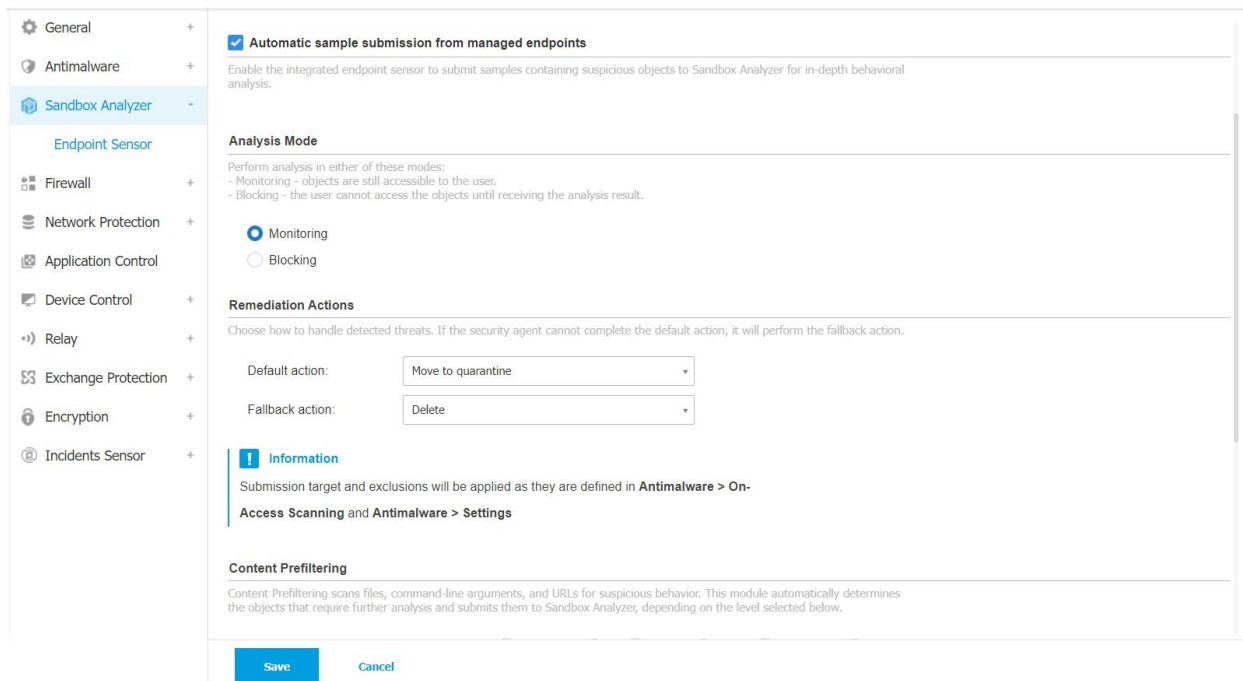 General +
Antimalware +
Sandbox Analyzer -
Endpoint Sensor
Firewall +
Network Protection +
Application Control
Device Control +
Relay +
Exchange Protection +
Encryption +
Incidents Sensor +
Automatic sample submission from managed endpoints
Enable the integrated endpoint sensor to submit samples containing suspicious objects to Sandbox Analyzer for in-depth behavioral
analysis.
Analysis Mode
Perform analysis in either of these modes:
- Monitoring - objects are still accessible to the user.
- Blocking - the user cannot access the objects until receiving the analysis result.
Monitoring
Blocking
Remediation Actions
Choose how to handle detected threats. If the security agent cannot complete the default action, it will perform the fallback action.
Default action: Move to quarantine
Fallback action: Delete
! Information
Submission target and exclusions will be applied as they are defined in Antimalware > On-
Access Scanning and Antimalware > Settings
Content Prefiltering
Content Prefiltering scans files, command-line arguments, and URLs for suspicious behavior. This module automatically determines
the objects that require further analysis and submits them to Sandbox Analyzer, depending on the level selected below.
Save Cancel